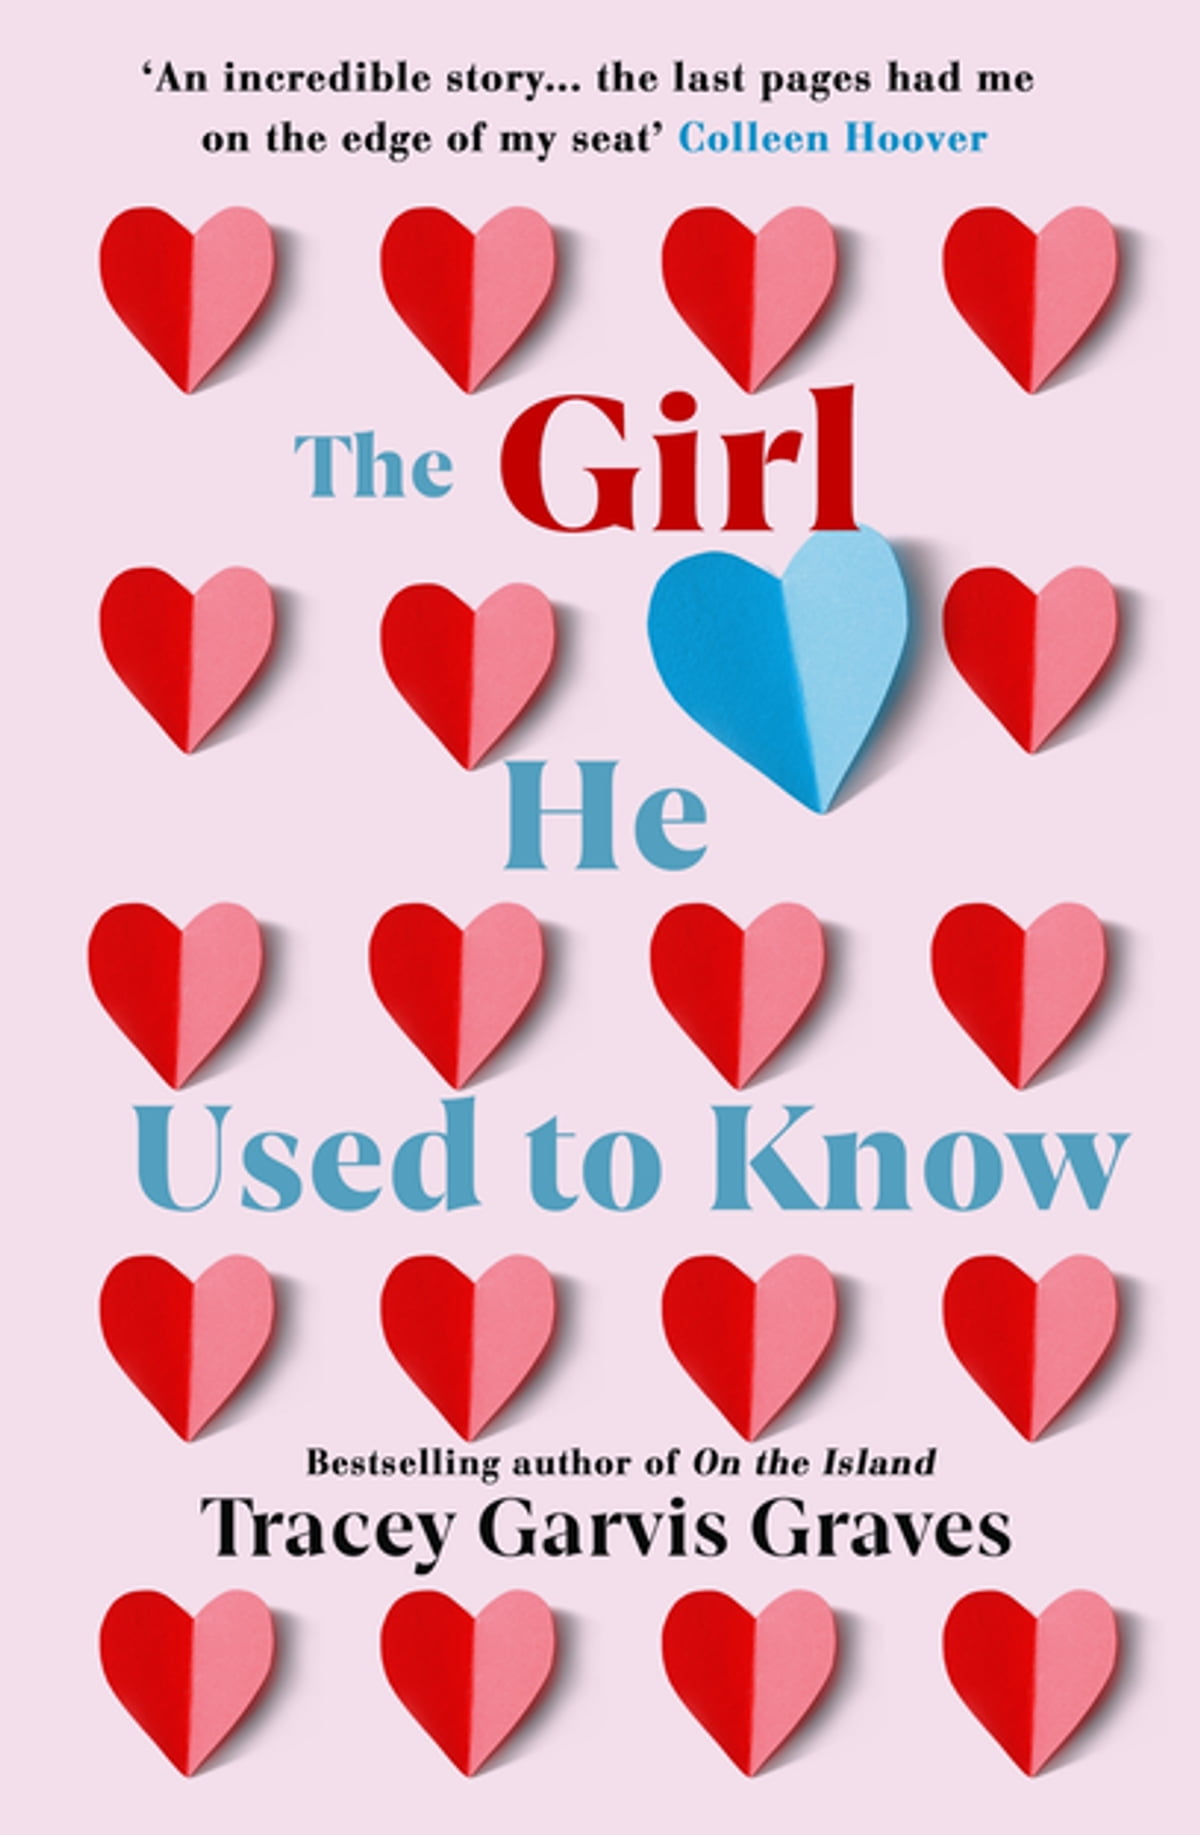 ‘An incredible story... the last pages had me
on the edge of my seat’ Colleen Hoover
The Girl
He
Used to Know
Bestselling author of On the Island
Tracey Garvis Graves